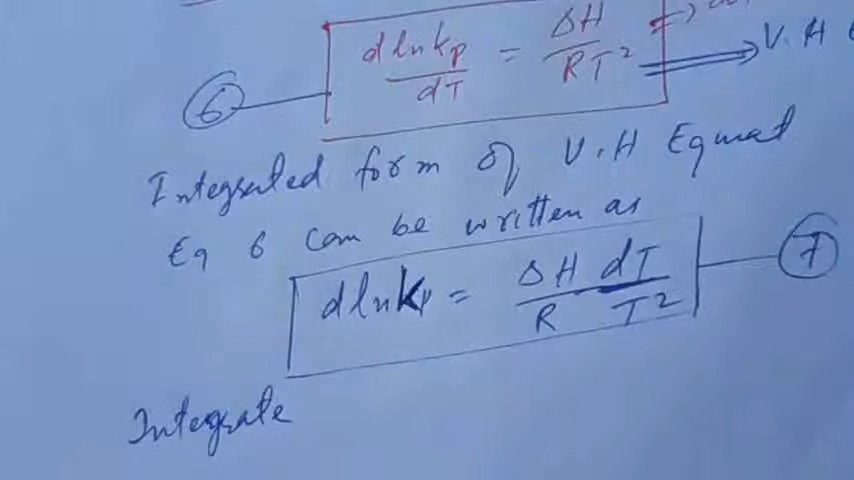 d ln Kp / dT = ΔH / RT² ⇒ V.H
6
Integrated form of V.H Equat
Eq 6 can be written as
d ln Kp = ΔH / R dT / T² 7
Integrate